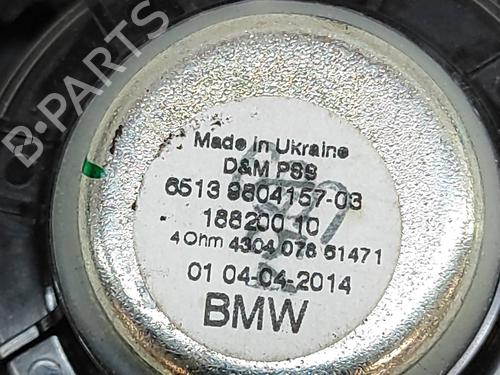 B-PARTS
Made in Ukraine
D&M PSS
6513 9804157-03
188200 10
4 Ohm 4304 078 51471
01 04-04-2014
BMW